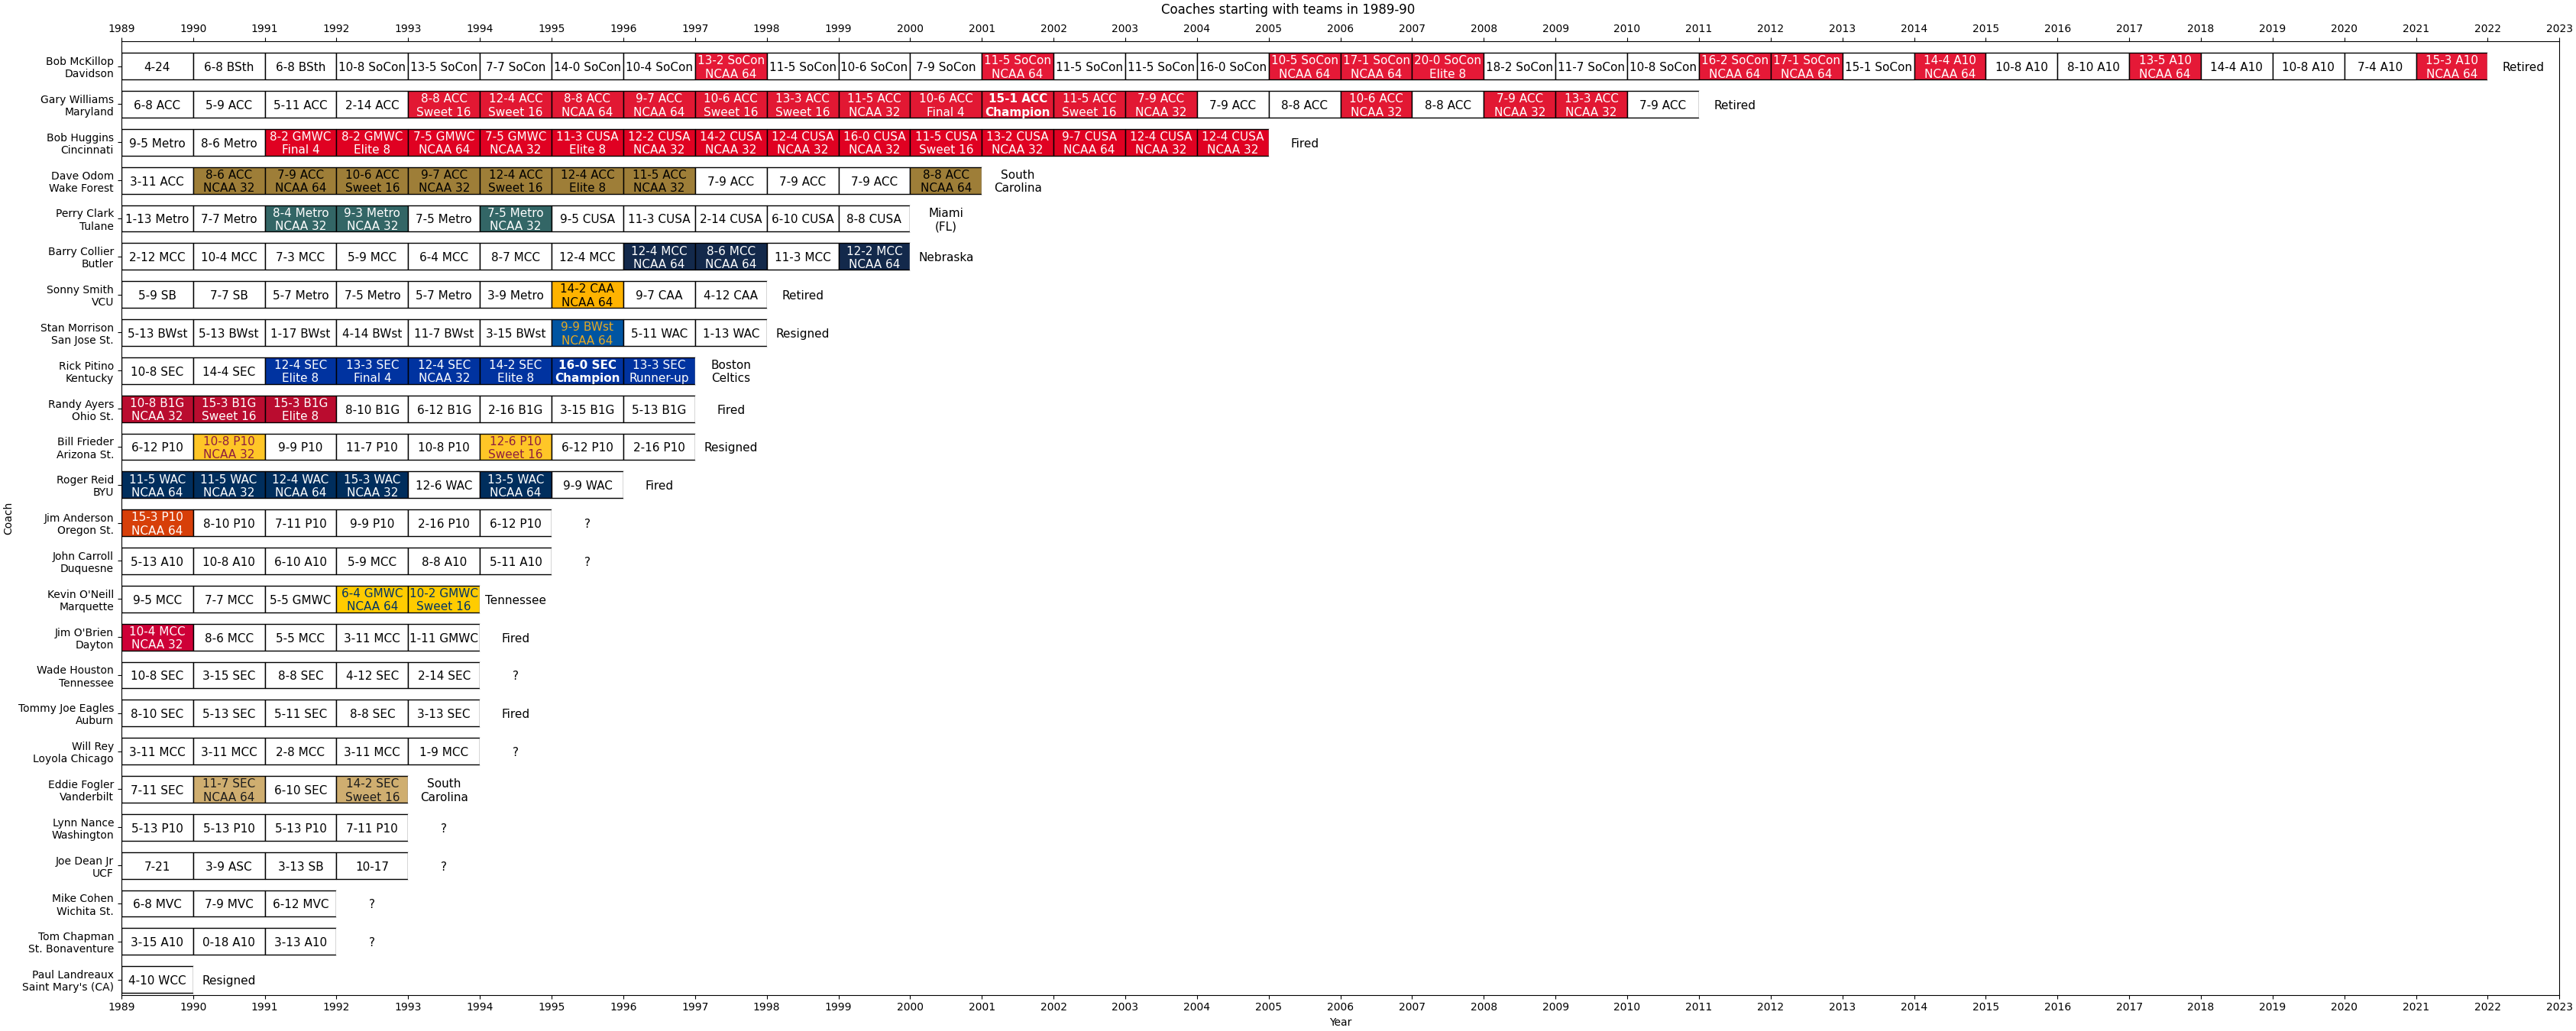 Coaches starting with teams in 1989-90
1989 1990 1991 1992 1993 1994 1995 1996 1997 1998 1999 2000 2001 2002 2003 2004 2005 2006 2007 2008 2009 2010 2011 2012 2013 2014 2015 2016 2017 2018 2019 2020 2021 2022 2023
Bob McKillop
Davidson
4-24
6-8 BSth
6-8 BSth
10-8 SoCon
13-5 SoCon
7-7 SoCon
14-0 SoCon
10-4 SoCon
13-2 SoCon
NCAA 64
11-5 SoCon
10-6 SoCon
7-9 SoCon
11-5 SoCon
NCAA 64
11-5 SoCon
11-5 SoCon
16-0 SoCon
10-5 SoCon
NCAA 64
17-1 SoCon
NCAA 64
20-0 SoCon
Elite 8
18-2 SoCon
11-7 SoCon
10-8 SoCon
16-2 SoCon
NCAA 64
17-1 SoCon
NCAA 64
15-1 SoCon
14-4 A10
NCAA 64
10-8 A10
8-10 A10
13-5 A10
NCAA 64
14-4 A10
10-8 A10
7-4 A10
15-3 A10
NCAA 64
Retired
Gary Williams
Maryland
6-8 ACC
5-9 ACC
5-11 ACC
2-14 ACC
8-8 ACC
Sweet 16
12-4 ACC
Sweet 16
8-8 ACC
NCAA 64
9-7 ACC
NCAA 64
10-6 ACC
Sweet 16
13-3 ACC
Sweet 16
11-5 ACC
NCAA 32
10-6 ACC
Final 4
15-1 ACC
Champion
11-5 ACC
Sweet 16
7-9 ACC
NCAA 32
7-9 ACC
8-8 ACC
10-6 ACC
NCAA 32
8-8 ACC
7-9 ACC
NCAA 32
13-3 ACC
NCAA 32
7-9 ACC
Retired
Bob Huggins
Cincinnati
9-5 Metro
8-6 Metro
8-2 GMWC
Final 4
8-2 GMWC
Elite 8
7-5 GMWC
NCAA 64
7-5 GMWC
NCAA 32
11-3 CUSA
Elite 8
12-2 CUSA
NCAA 32
14-2 CUSA
NCAA 32
12-4 CUSA
NCAA 32
16-0 CUSA
NCAA 32
11-5 CUSA
Sweet 16
13-2 CUSA
NCAA 32
9-7 CUSA
NCAA 64
12-4 CUSA
NCAA 32
12-4 CUSA
NCAA 32
Fired
Dave Odom
Wake Forest
3-11 ACC
8-6 ACC
NCAA 32
7-9 ACC
NCAA 64
10-6 ACC
Sweet 16
9-7 ACC
NCAA 32
12-4 ACC
Sweet 16
12-4 ACC
Elite 8
11-5 ACC
NCAA 32
7-9 ACC
7-9 ACC
7-9 ACC
8-8 ACC
NCAA 64
South
Carolina
Perry Clark
Tulane
1-13 Metro
7-7 Metro
8-4 Metro
NCAA 32
9-3 Metro
NCAA 32
7-5 Metro
7-5 Metro
NCAA 32
9-5 CUSA
11-3 CUSA
2-14 CUSA
6-10 CUSA
8-8 CUSA
Miami
(FL)
Barry Collier
Butler
2-12 MCC
10-4 MCC
7-3 MCC
5-9 MCC
6-4 MCC
8-7 MCC
12-4 MCC
12-4 MCC
NCAA 64
8-6 MCC
NCAA 64
11-3 MCC
12-2 MCC
NCAA 64
Nebraska
Sonny Smith
VCU
5-9 SB
7-7 SB
5-7 Metro
7-5 Metro
5-7 Metro
3-9 Metro
14-2 CAA
NCAA 64
9-7 CAA
4-12 CAA
Retired
Stan Morrison
San Jose St.
5-13 BWst
5-13 BWst
1-17 BWst
4-14 BWst
11-7 BWst
3-15 BWst
9-9 BWst
NCAA 64
5-11 WAC
1-13 WAC
Resigned
Rick Pitino
Kentucky
10-8 SEC
14-4 SEC
12-4 SEC
Elite 8
13-3 SEC
Final 4
12-4 SEC
NCAA 32
14-2 SEC
Elite 8
16-0 SEC
Champion
13-3 SEC
Runner-up
Boston
Celtics
Randy Ayers
Ohio St.
10-8 B1G
NCAA 32
15-3 B1G
Sweet 16
15-3 B1G
Elite 8
8-10 B1G
6-12 B1G
2-16 B1G
3-15 B1G
5-13 B1G
Fired
Bill Frieder
Arizona St.
6-12 P10
10-8 P10
NCAA 32
9-9 P10
11-7 P10
10-8 P10
12-6 P10
Sweet 16
6-12 P10
2-16 P10
Resigned
Roger Reid
BYU
11-5 WAC
NCAA 64
11-5 WAC
NCAA 32
12-4 WAC
NCAA 64
15-3 WAC
NCAA 32
12-6 WAC
13-5 WAC
NCAA 64
9-9 WAC
Fired
Jim Anderson
Oregon St.
15-3 P10
NCAA 64
8-10 P10
7-11 P10
9-9 P10
2-16 P10
6-12 P10
?
John Carroll
Duquesne
5-13 A10
10-8 A10
6-10 A10
5-9 MCC
8-8 A10
5-11 A10
?
Kevin O'Neill
Marquette
9-5 MCC
7-7 MCC
5-5 GMWC
6-4 GMWC
NCAA 64
10-2 GMWC
Sweet 16
Tennessee
Jim O'Brien
Dayton
10-4 MCC
NCAA 32
8-6 MCC
5-5 MCC
3-11 MCC
1-11 GMWC
Fired
Wade Houston
Tennessee
10-8 SEC
3-15 SEC
8-8 SEC
4-12 SEC
2-14 SEC
?
Tommy Joe Eagles
Auburn
8-10 SEC
5-13 SEC
5-11 SEC
8-8 SEC
3-13 SEC
Fired
Will Rey
Loyola Chicago
3-11 MCC
3-11 MCC
2-8 MCC
3-11 MCC
1-9 MCC
?
Eddie Fogler
Vanderbilt
7-11 SEC
11-7 SEC
NCAA 64
6-10 SEC
14-2 SEC
Sweet 16
South
Carolina
Lynn Nance
Washington
5-13 P10
5-13 P10
5-13 P10
7-11 P10
?
Joe Dean Jr
UCF
7-21
3-9 ASC
3-13 SB
10-17
?
Mike Cohen
Wichita St.
6-8 MVC
7-9 MVC
6-12 MVC
?
Tom Chapman
St. Bonaventure
3-15 A10
0-18 A10
3-13 A10
?
Paul Landreaux
Saint Mary's (CA)
4-10 WCC
Resigned
Coach
1989 1990 1991 1992 1993 1994 1995 1996 1997 1998 1999 2000 2001 2002 2003 2004 2005 2006 2007 2008 2009 2010 2011 2012 2013 2014 2015 2016 2017 2018 2019 2020 2021 2022 2023
Year